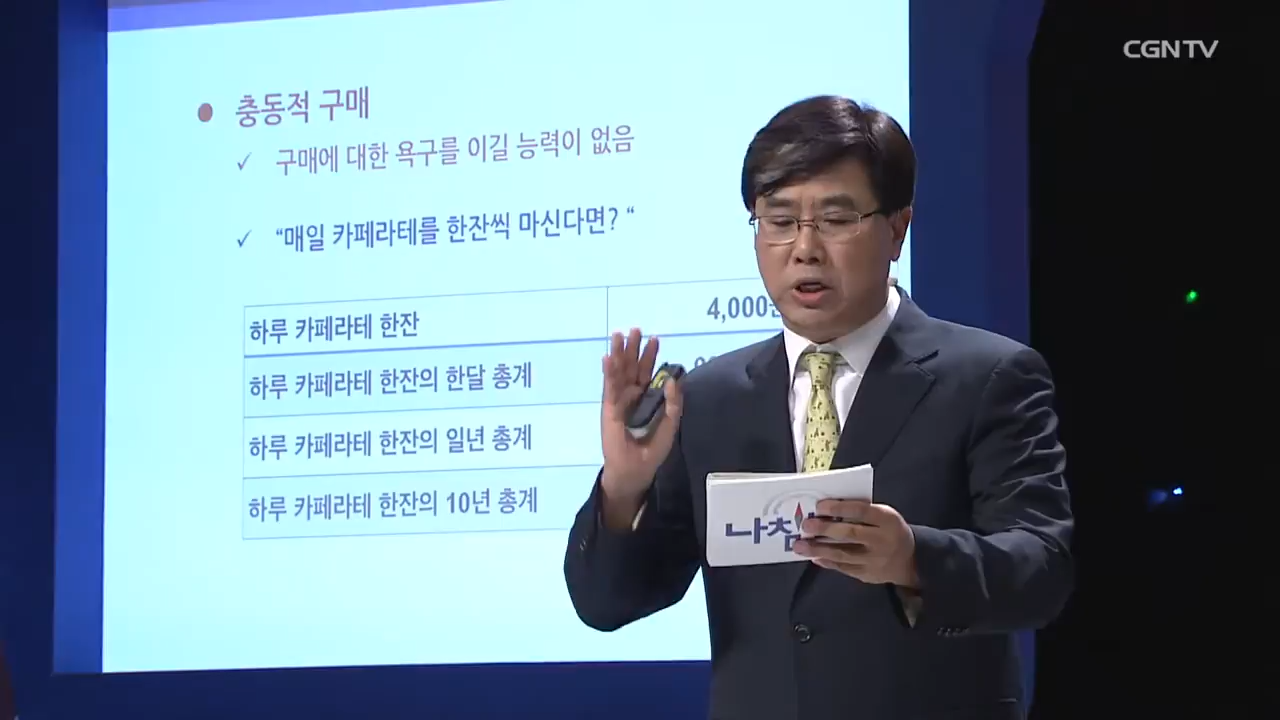 CGNTV
충동적 구매
✓ 구매에 대한 욕구를 이길 능력이 없음
✓ "매일 카페라테를 한잔씩 마신다면? "
하루 카페라테 한잔 4,000
하루 카페라테 한잔의 한달 총계
하루 카페라테 한잔의 일년 총계
하루 카페라테 한잔의 10년 총계
나침